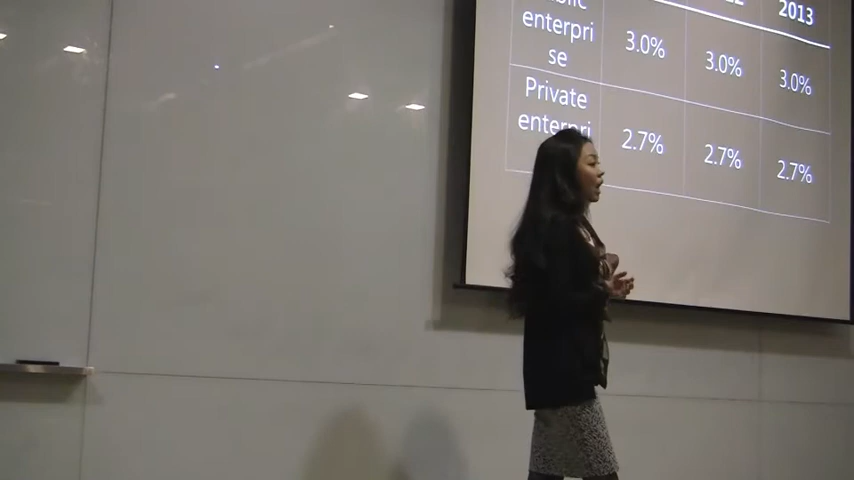 2013
enterpri
se
3.0%
3.0%
3.0%
Private
enterpri
2.7%
2.7%
2.7%